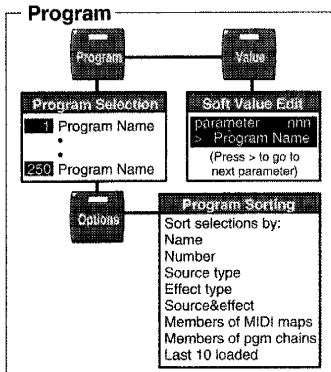 Program
Program
Value
Program Selection
1 Program Name
250 Program Name
Soft Value Edit
parameter nnn
> Program Name
(Press > to go to
next parameter)
Options
Program Sorting
Sort selections by:
Name
Number
Source type
Effect type
Source&effect
Members of MIDI maps
Members of pgm chains
Last 10 loaded